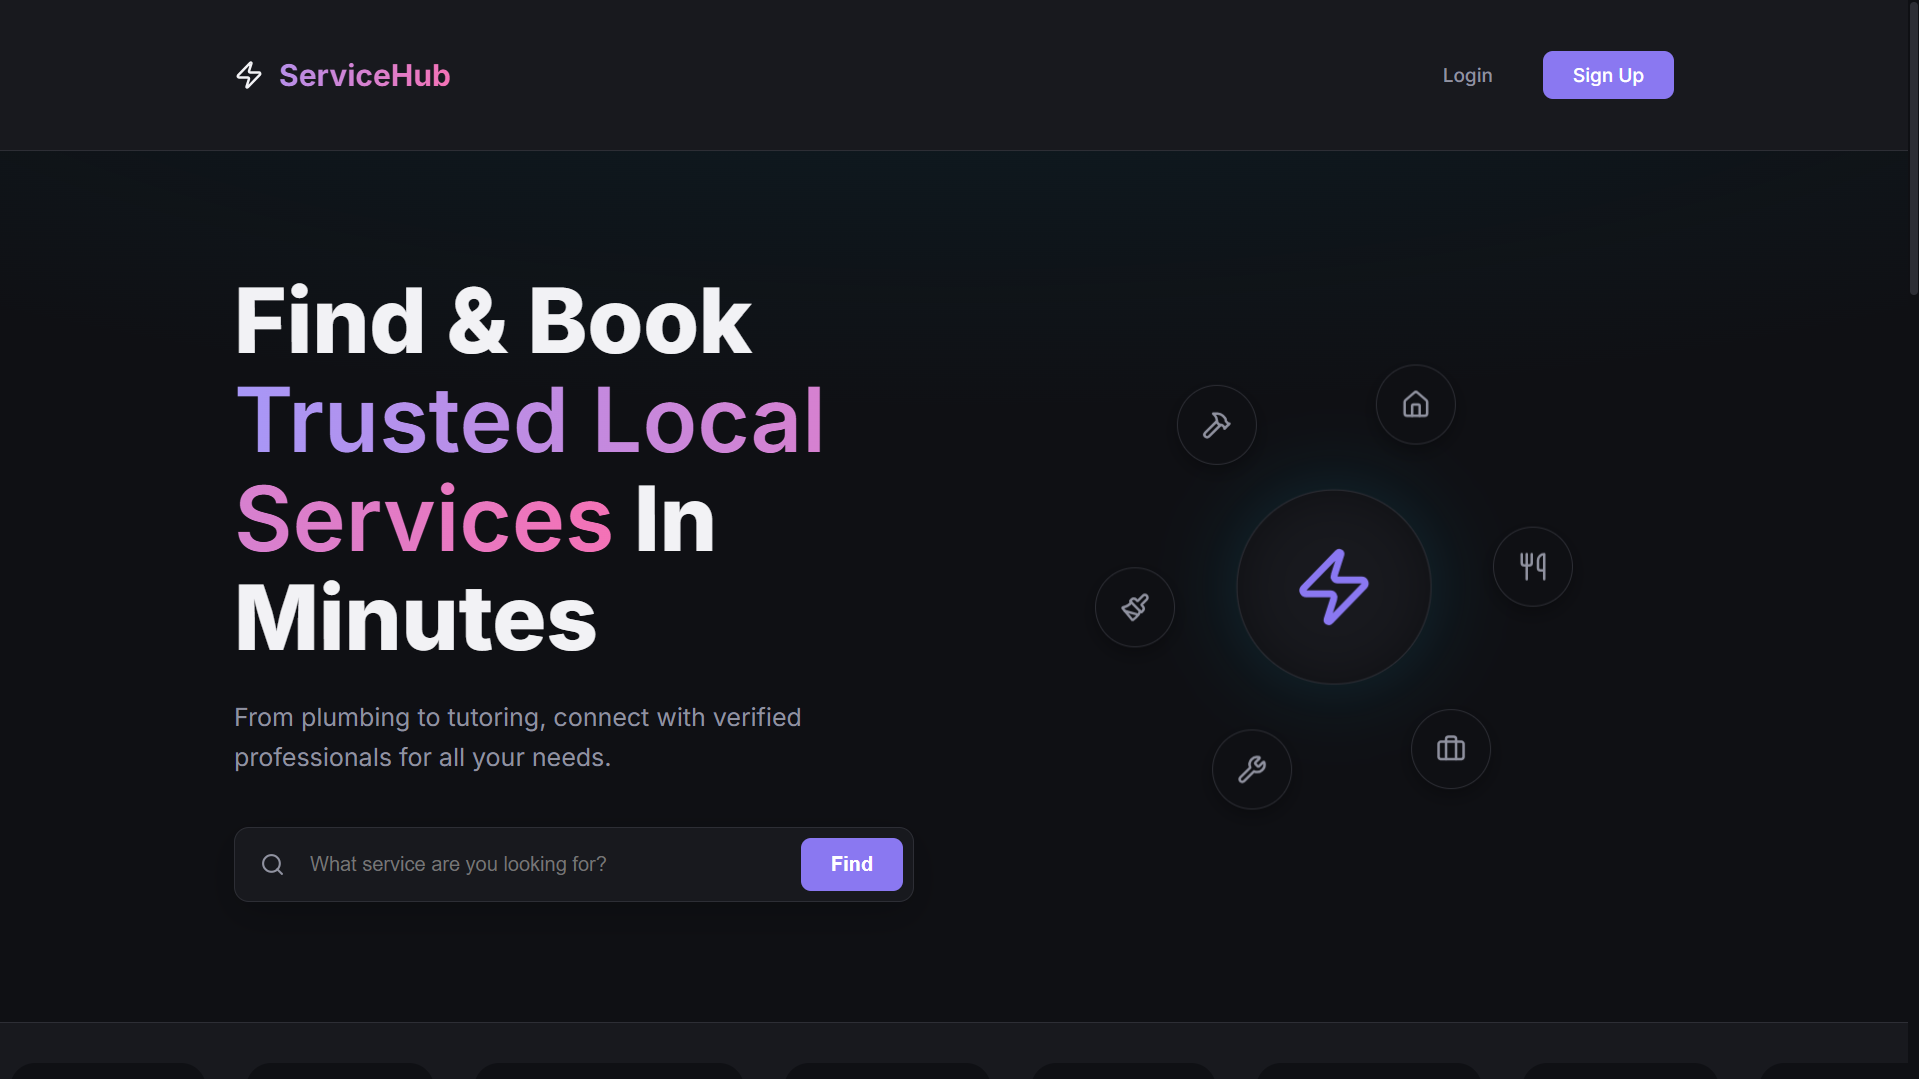 ServiceHub
Login
Sign Up
Find & Book
Trusted Local
Services In
Minutes
From plumbing to tutoring, connect with verified
professionals for all your needs.
What service are you looking for?
Find